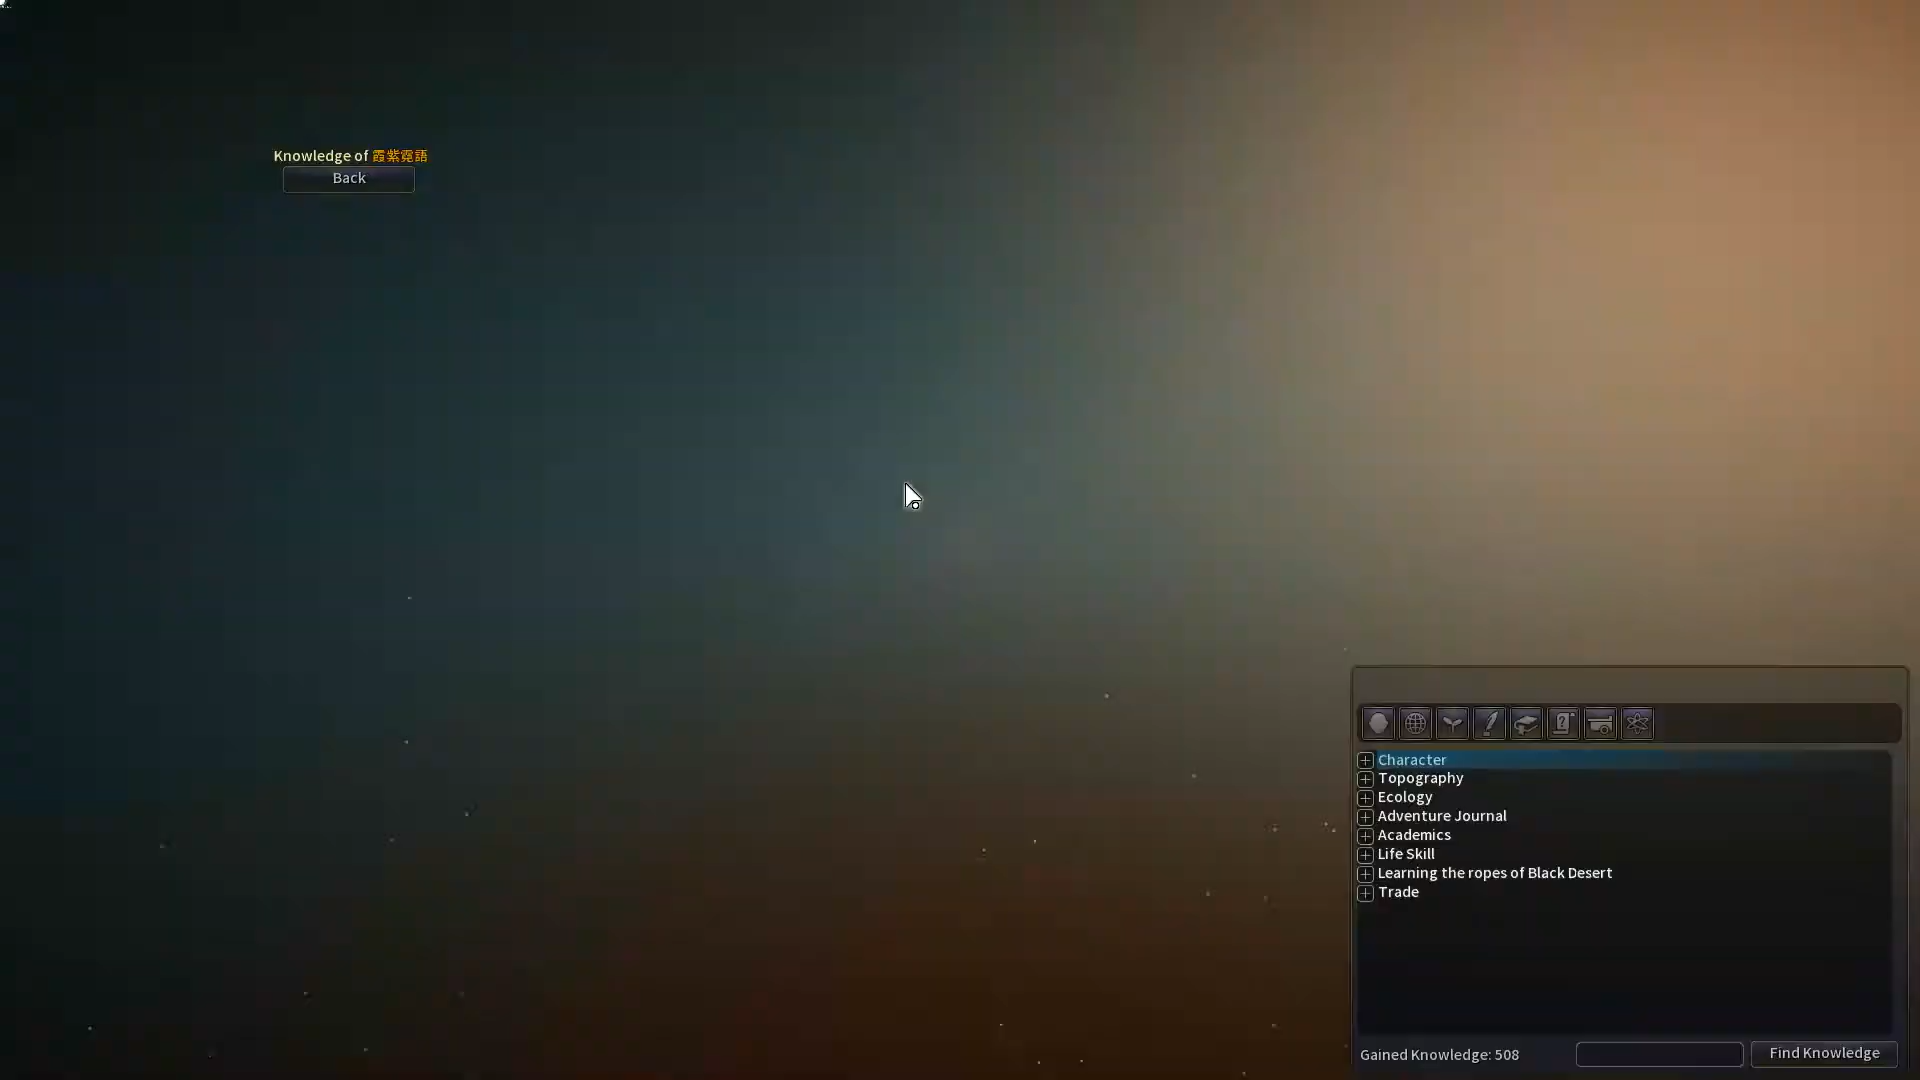 Knowledge of 霞紫霓語
Back
Character
Topography
Ecology
Adventure Journal
Academics
Life Skill
Learning the ropes of Black Desert
Trade
Gained Knowledge: 508
Find Knowledge